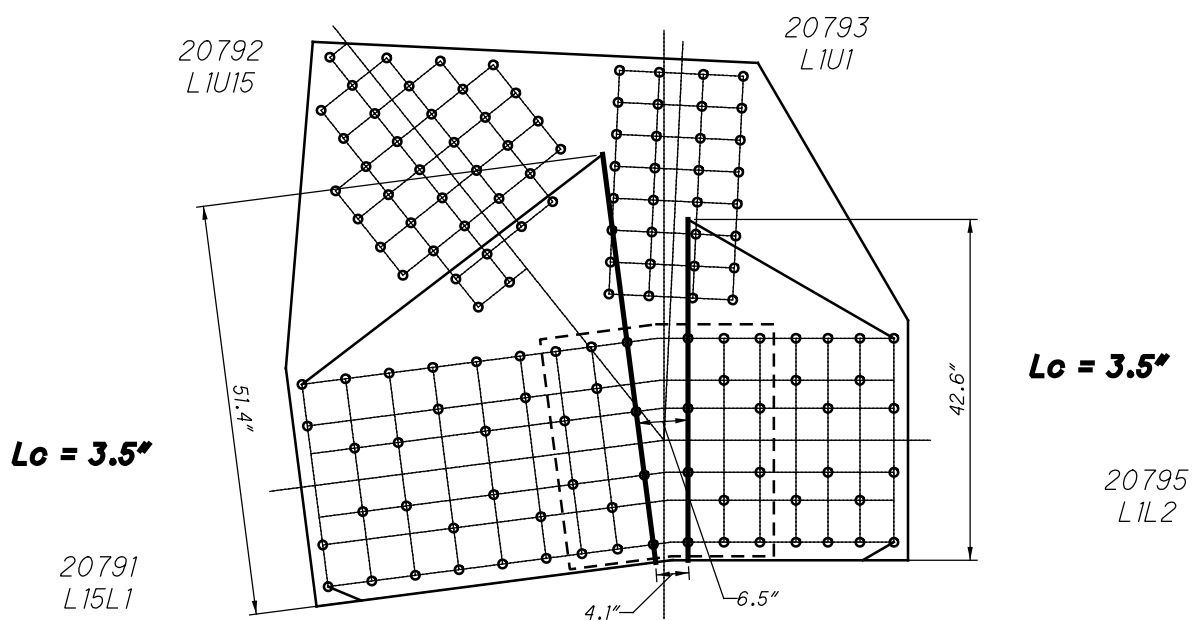 20792
L1U15
20793
L1U1
51.4"
Lc = 3.5"
42.6"
Lc = 3.5"
20795
L1L2
20791
L15L1
4.1"
6.5"